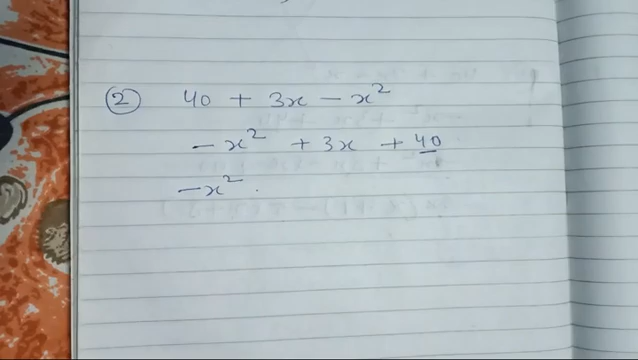 ② 40 + 3x - x²
- x² + 3x + 40
- x².